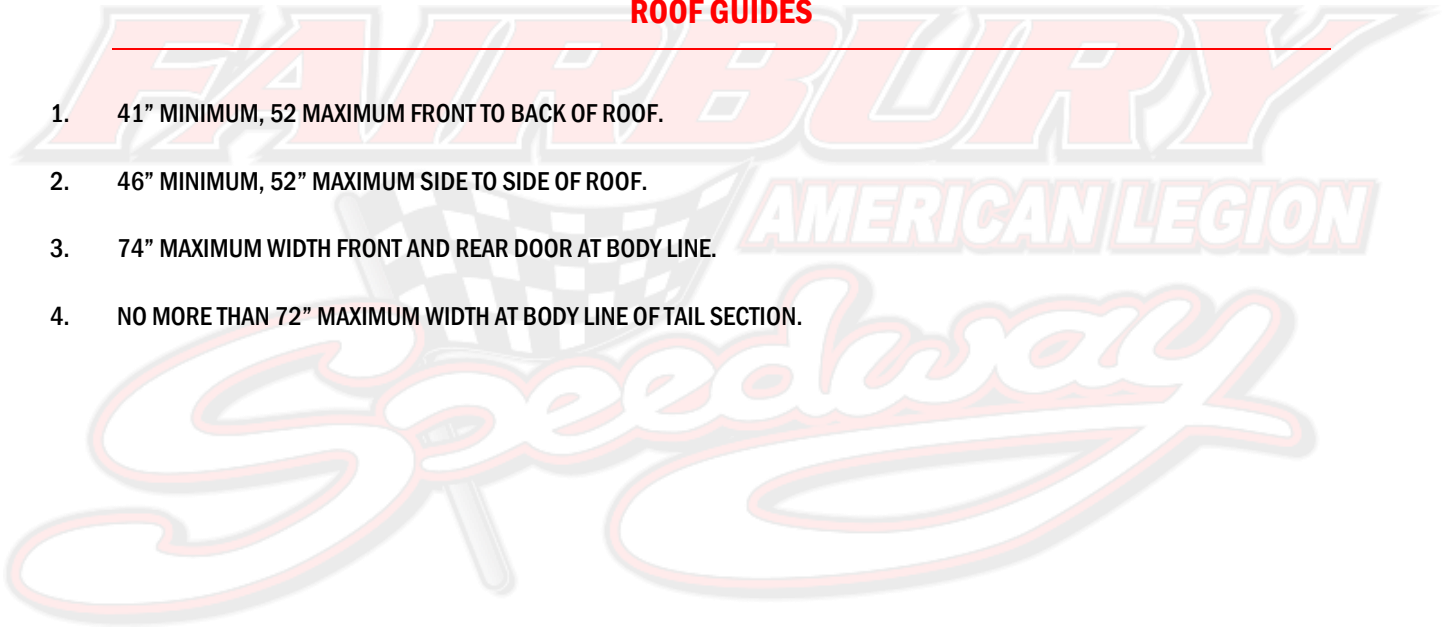 ROOF GUIDES
1. 41” MINIMUM, 52 MAXIMUM FRONT TO BACK OF ROOF.
2. 46” MINIMUM, 52” MAXIMUM SIDE TO SIDE OF ROOF.
3. 74” MAXIMUM WIDTH FRONT AND REAR DOOR AT BODY LINE.
4. NO MORE THAN 72” MAXIMUM WIDTH AT BODY LINE OF TAIL SECTION.
FAIRBURY
AMERICAN LEGION
Speedway